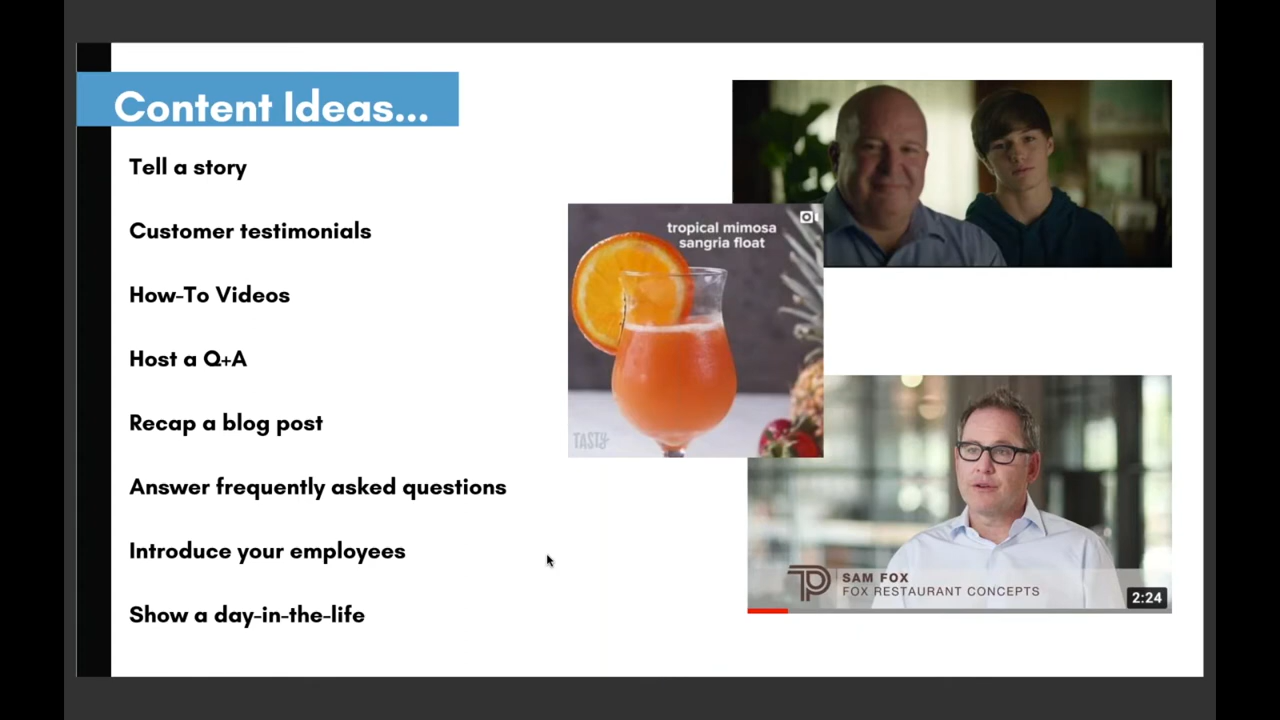 Content Ideas...
Tell a story
Customer testimonials
How-To Videos
Host a Q+A
Recap a blog post
Answer frequently asked questions
Introduce your employees
Show a day-in-the-life
tropical mimosa
sangria float
TASTY
TP
SAM FOX
FOX RESTAURANT CONCEPTS
2:24